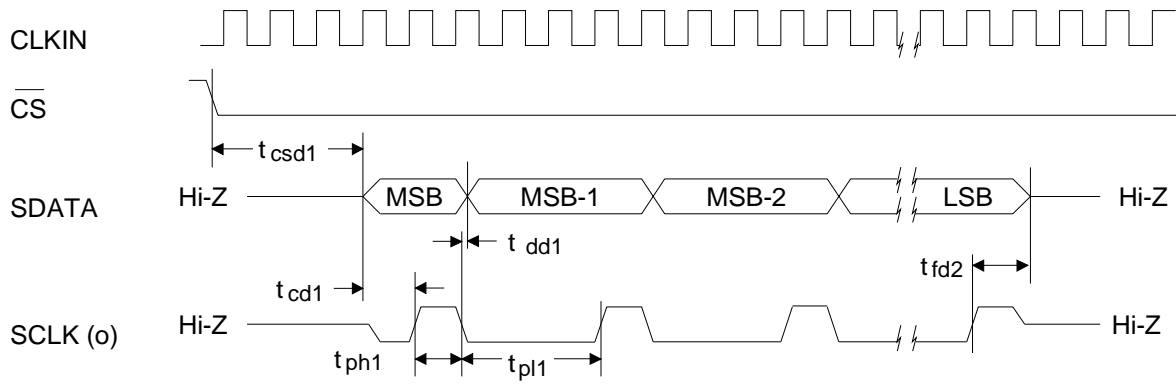 CLKIN
CS
t csd1
SDATA
Hi-Z
MSB
MSB-1
MSB-2
LSB
Hi-Z
t dd1
t fd2
t cd1
SCLK (o)
Hi-Z
Hi-Z
t ph1
t pl1